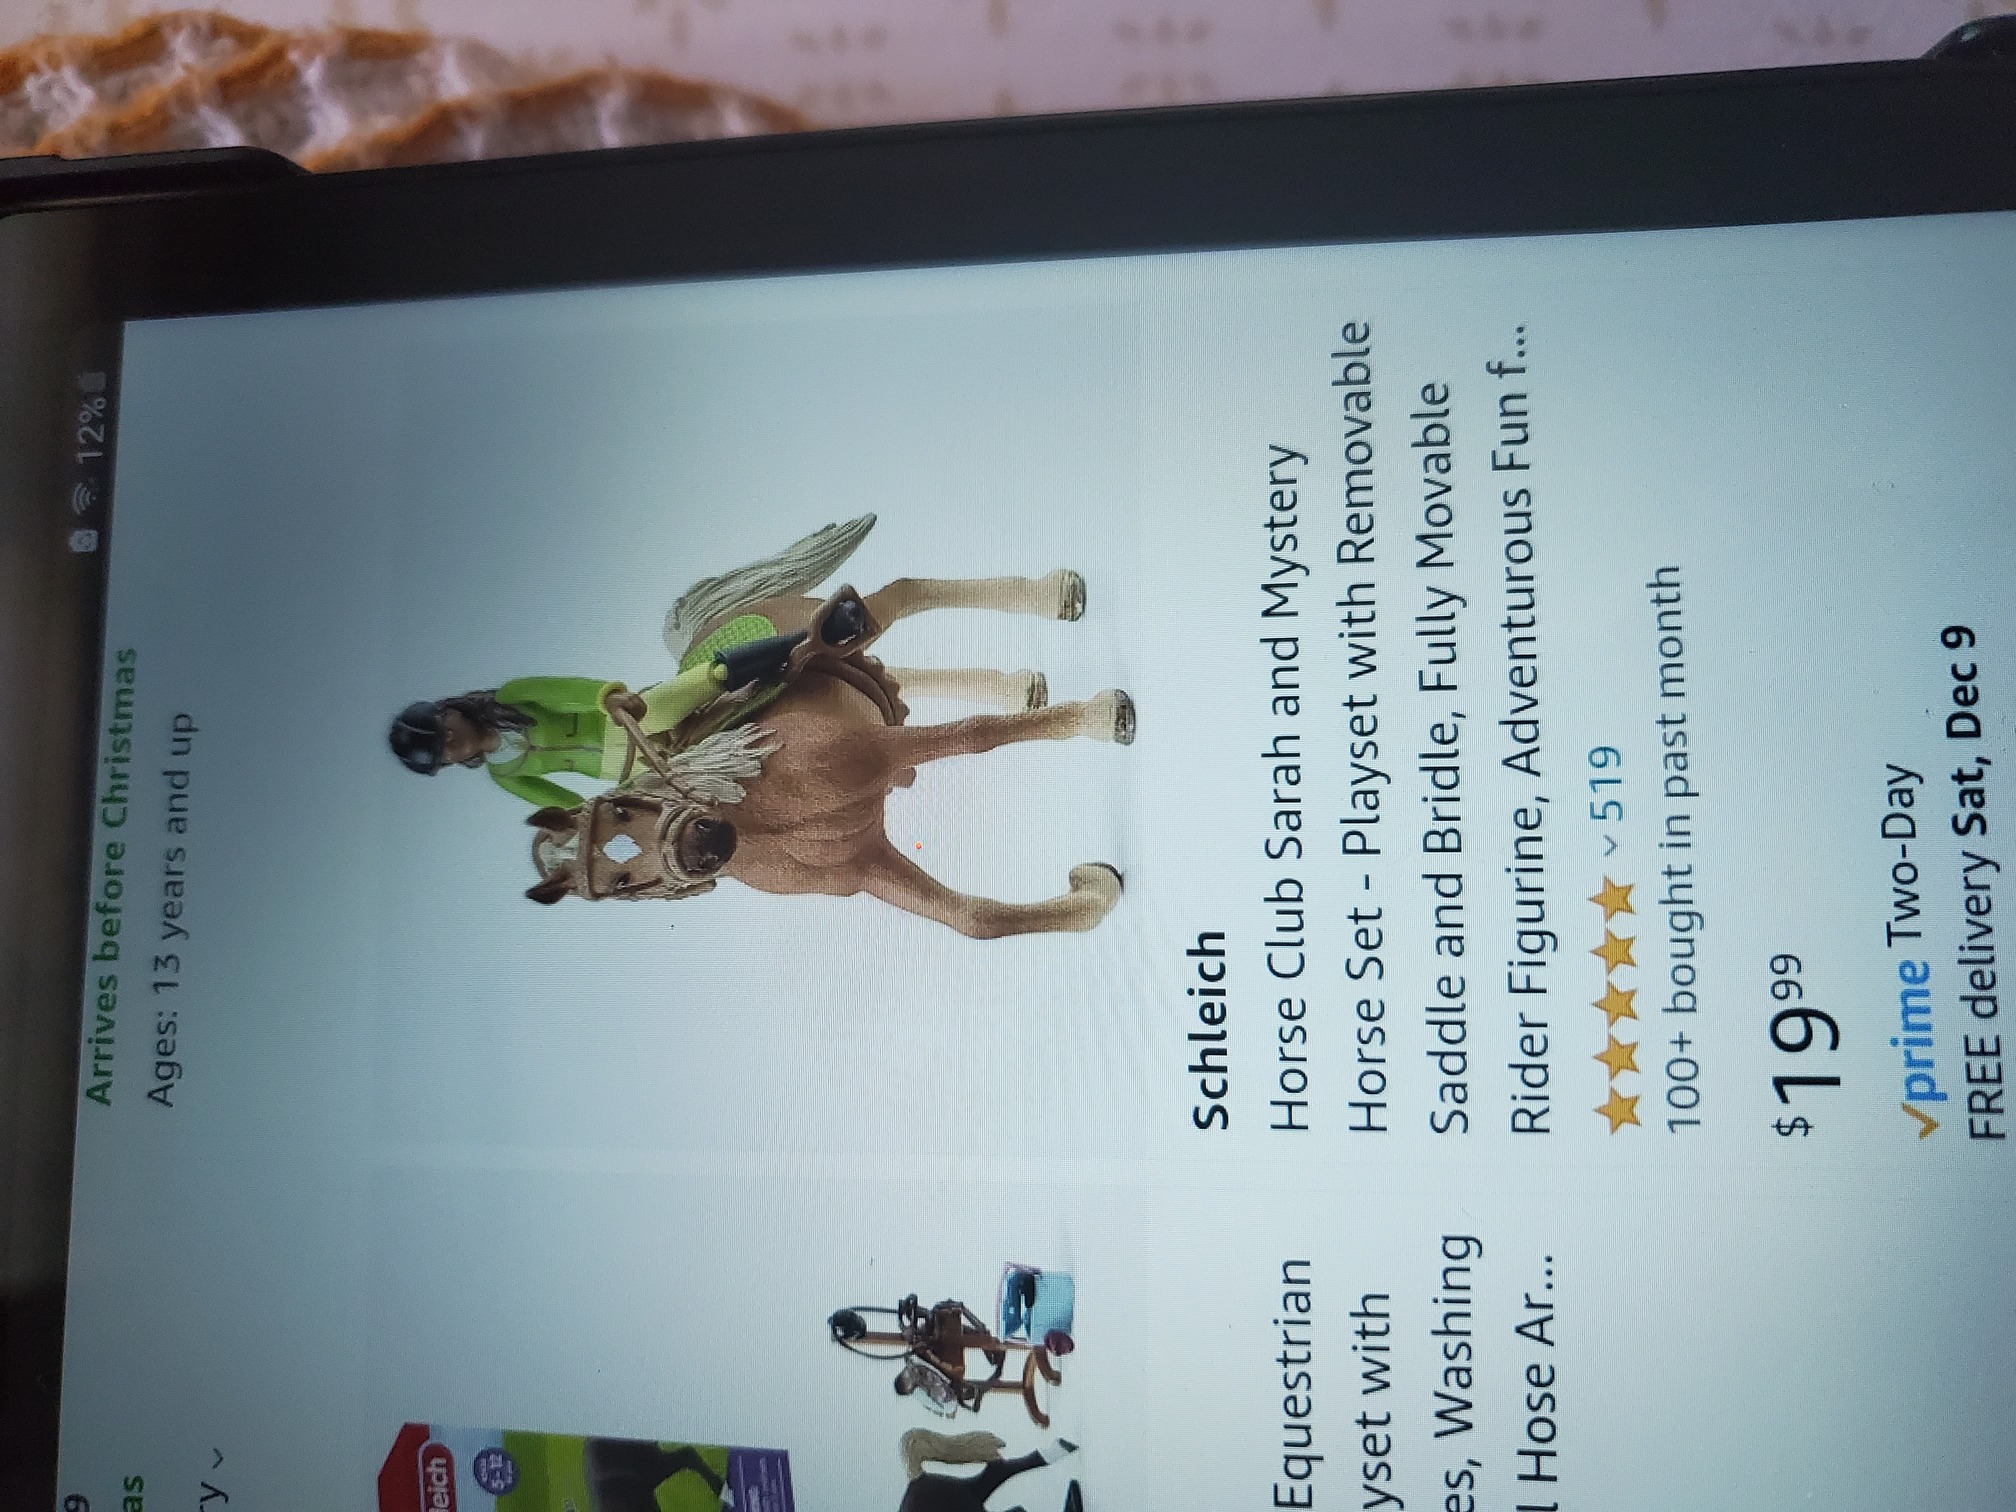 9
12%
Arrives before Christmas
as
Ages: 13 years and up
ry
leich
5-12
Schleich
Equestrian
Horse Club Sarah and Mystery
yset with
Horse Set - Playset with Removable
es, Washing
Saddle and Bridle, Fully Movable
l Hose Ar...
Rider Figurine, Adventurous Fun f...
519
100+ bought in past month
$19 99
prime Two-Day
FREE delivery Sat, Dec 9